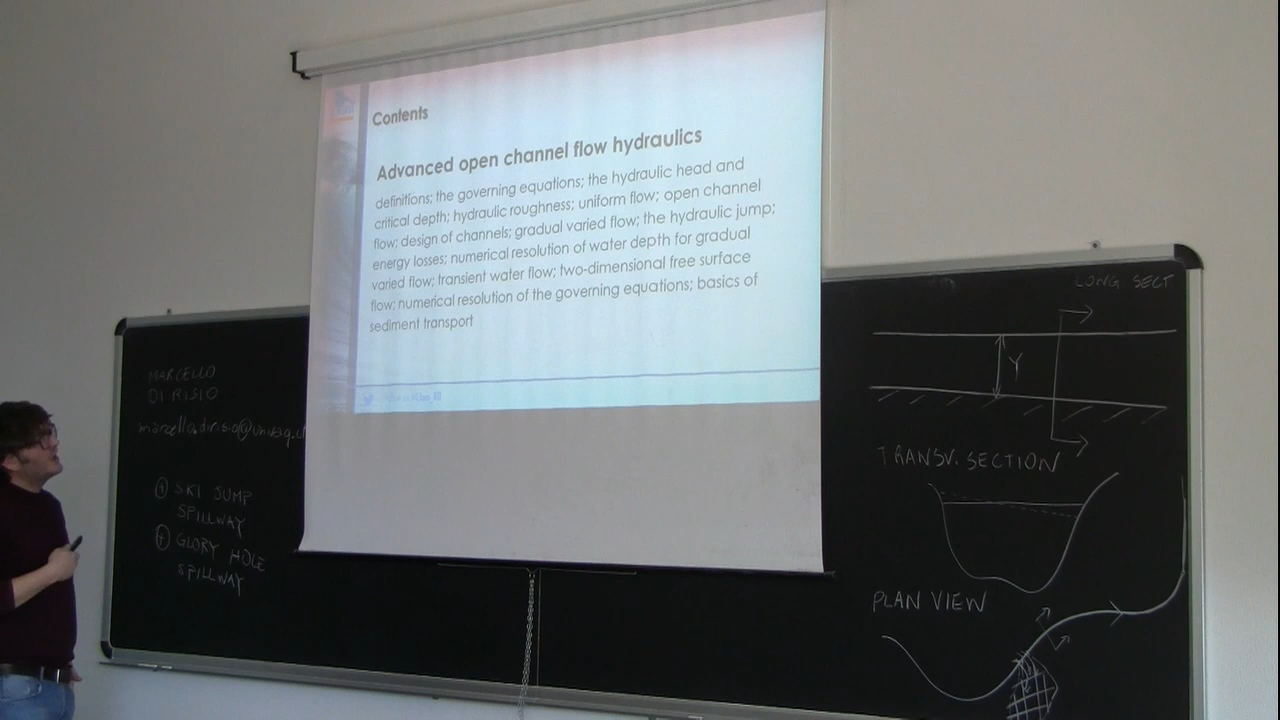 Contents
Advanced open channel flow hydraulics
definitions; the governing equations; the hydraulic head and
critical depth; hydraulic roughness; uniform flow; open channel
flow; design of channels; gradual varied flow; the hydraulic jump;
energy losses; numerical resolution of water depth for gradual
varied flow; transient water flow; two-dimensional free surface
flow; numerical resolution of the governing equations; basics of
sediment transport
MARCELLO
DI RISIO
marcello.dirisio@univaq.it
+ SKI JUMP
SPILLWAY
+ GLORY HOLE
SPILLWAY
LONG SECT
Y
TRANSV. SECTION
PLAN VIEW